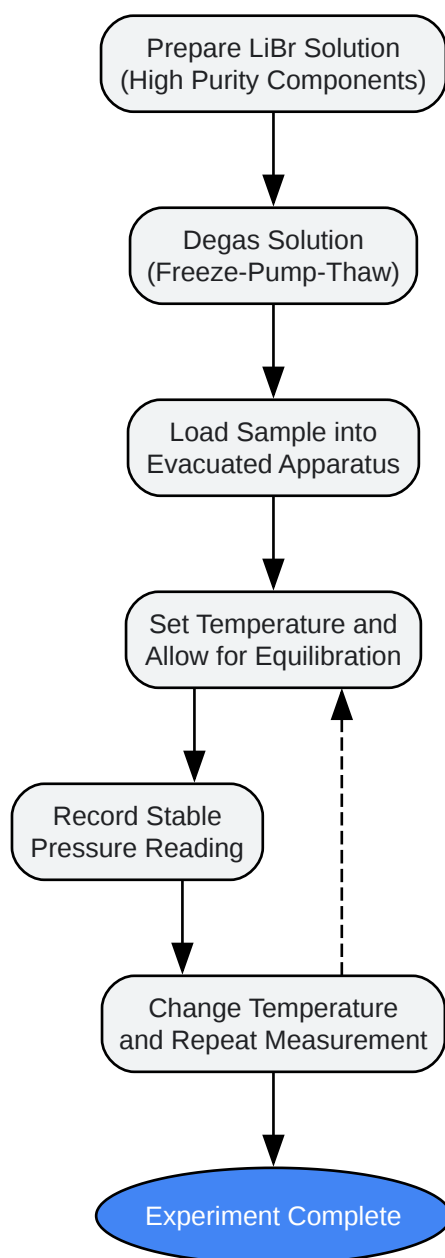 Prepare LiBr Solution
(High Purity Components)
Degas Solution
(Freeze-Pump-Thaw)
Load Sample into
Evacuated Apparatus
Set Temperature and
Allow for Equilibration
Record Stable
Pressure Reading
Change Temperature
and Repeat Measurement
Experiment Complete